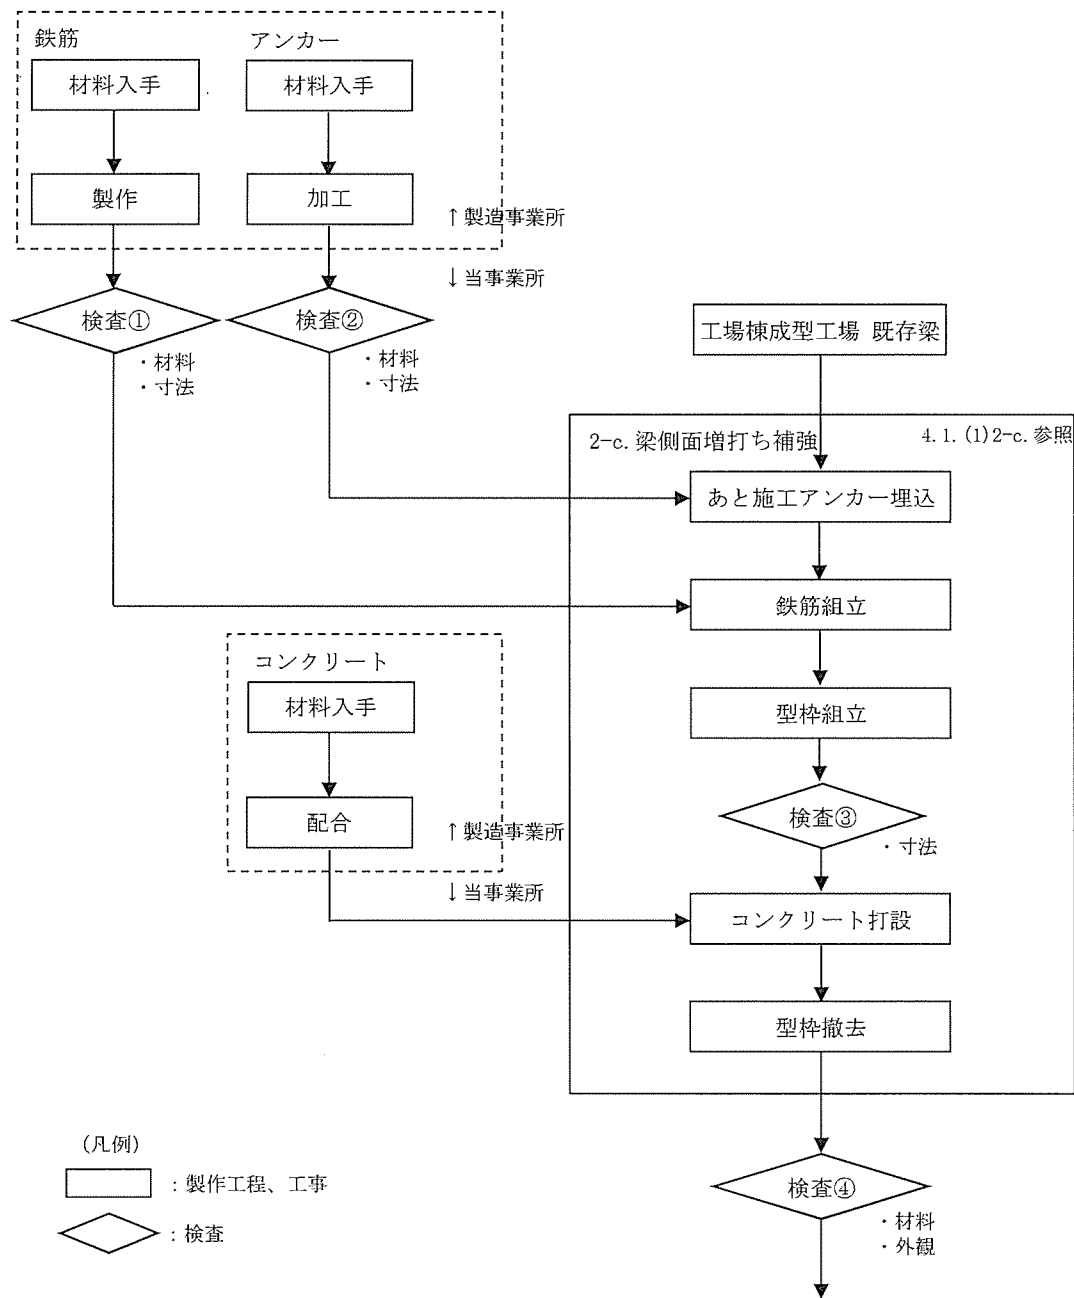 鉄筋
アンカー
材料入手
材料入手
製作
加工
↑製造事業所
↓当事業所
検査①
検査②
・材料
・寸法
・材料
・寸法
工場棟成型工場 既存梁
2-c.梁側面増打ち補強
4.1.(1)2-c.参照
あと施工アンカー埋込
鉄筋組立
コンクリート
材料入手
型枠組立
配合
↑製造事業所
検査③
・寸法
↓当事業所
コンクリート打設
型枠撤去
(凡例)
：製作工程、工事
検査④
・材料
・外観
：検査